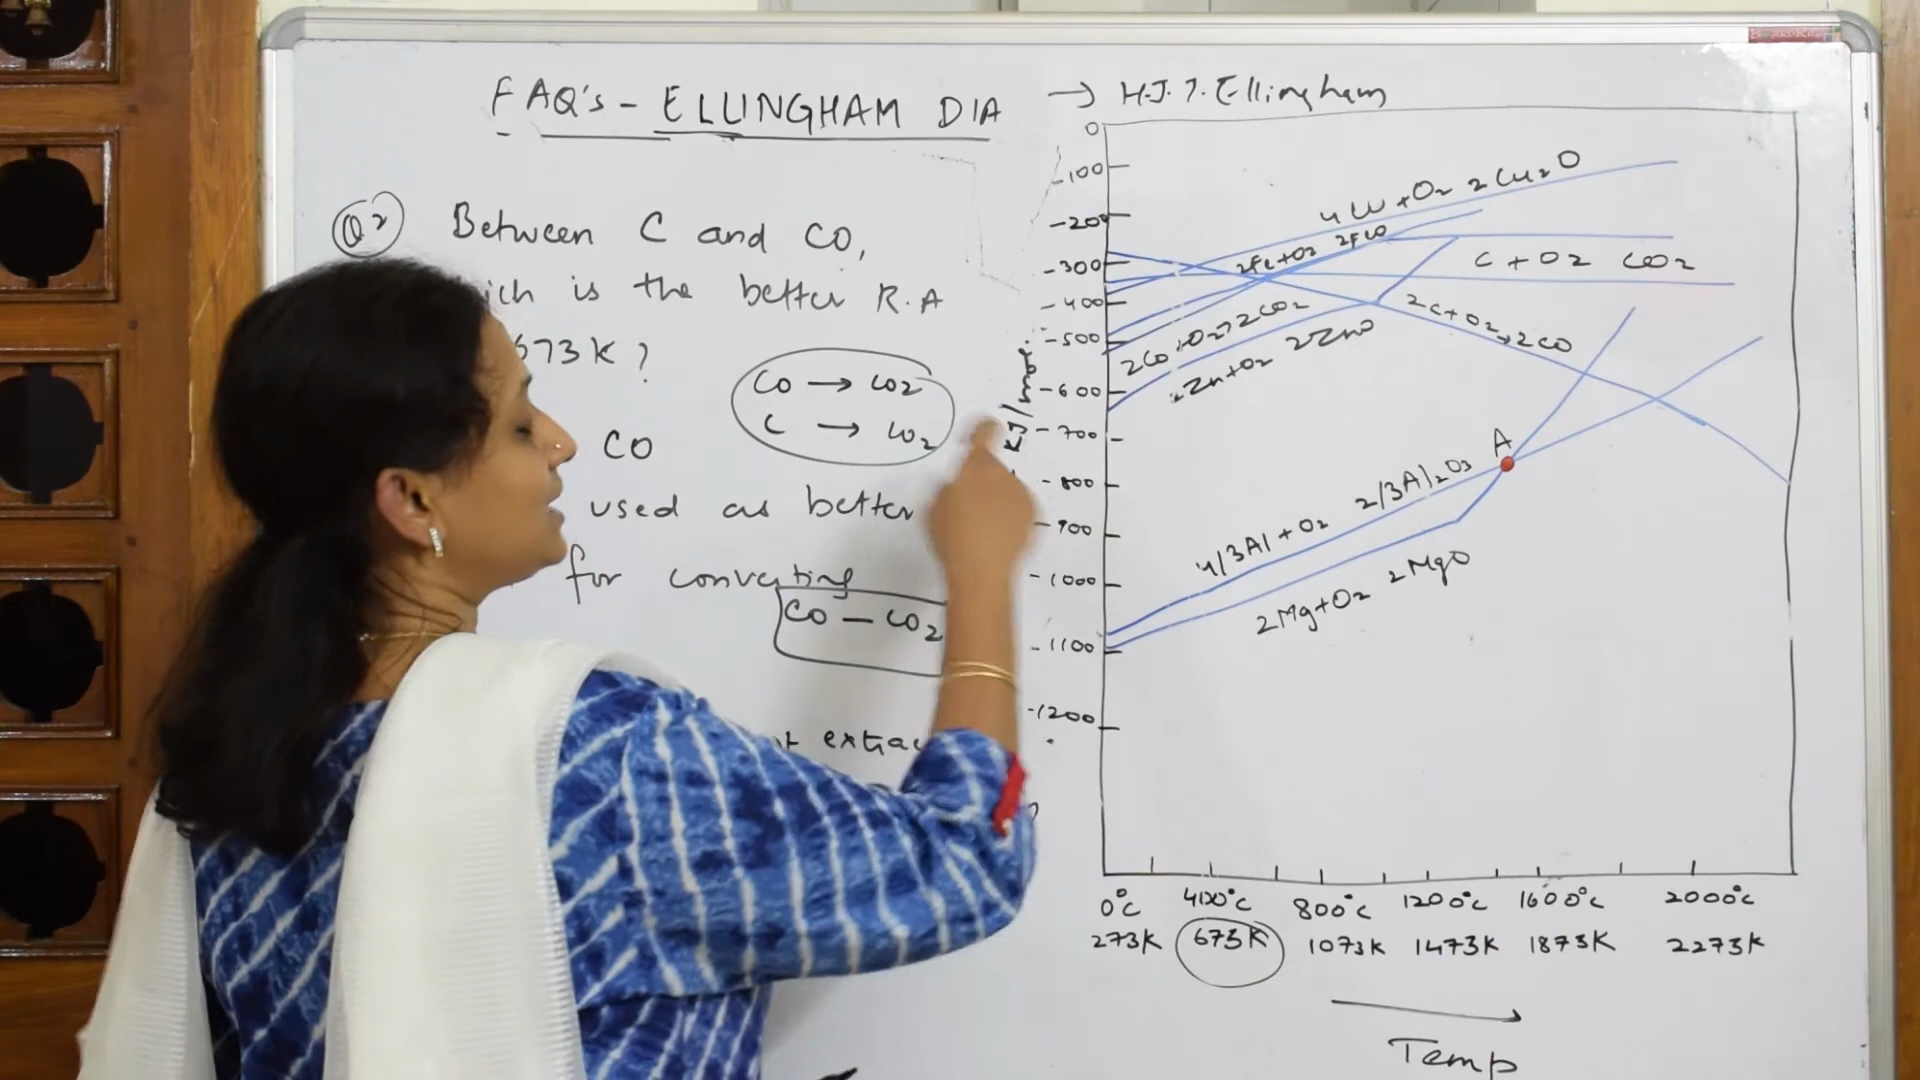 FAQ's - ELLINGHAM DIA
Q2 Between C and CO,
is the better R.A
673K?
CO → CO2
C → CO2
CO
used as better
for converting
CO - CO2
→ H.J.T. Ellingham
0
-100
-200
-300
-400
-500
-600
-700
-800
-900
-1000
-1100
-1200
KJ/
4Cu + O2 2Cu2O
2Fe + O2 2FeO
C + O2 CO2
2CO + O2 → 2CO2
2C + O2 → 2CO
2Zn + O2 2ZnO
A
4/3Al + O2 2/3Al2O3
2Mg + O2 2MgO
0°C 400°C 800°C 1200°C 1600°C 2000°C
273K 673K 1073K 1473K 1873K 2273K
Temp